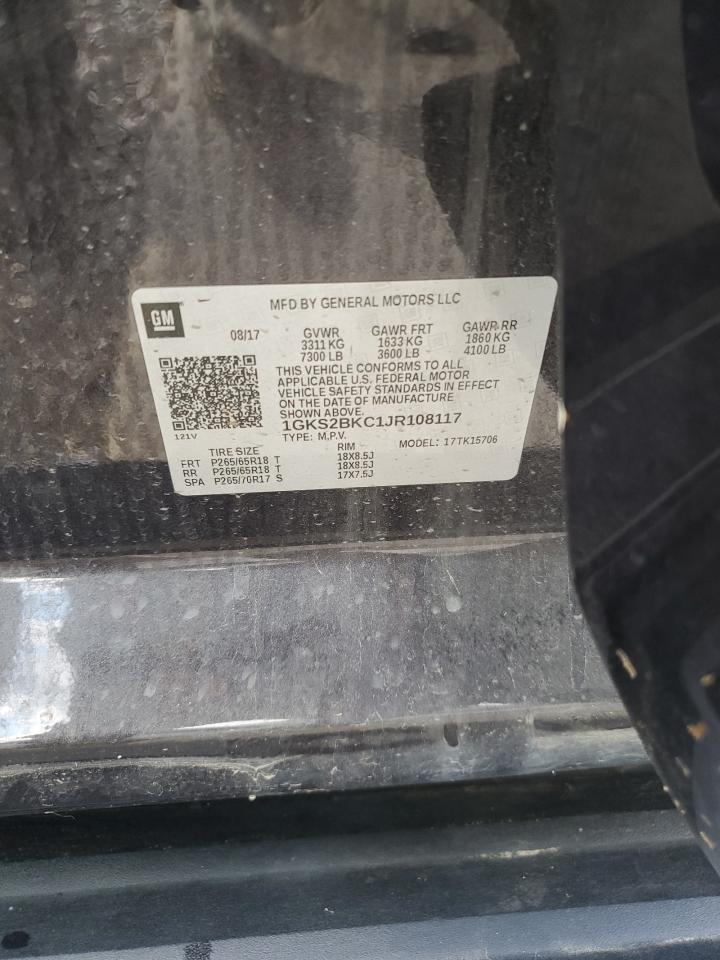 GM
MFD BY GENERAL MOTORS LLC
08/17 GVWR GAWR FRT GAWR RR
3311 KG 1633 KG 1860 KG
7300 LB 3600 LB 4100 LB
THIS VEHICLE CONFORMS TO ALL
APPLICABLE U.S. FEDERAL MOTOR
VEHICLE SAFETY STANDARDS IN EFFECT
ON THE DATE OF MANUFACTURE
SHOWN ABOVE.
1GKS2BKC1JR108117
121V
TYPE: M.P.V. MODEL: 17TK15706
TIRE SIZE RIM
FRT P265/65R18 T 18X8.5J
RR P265/65R18 T 18X8.5J
SPA P265/70R17 S 17X7.5J